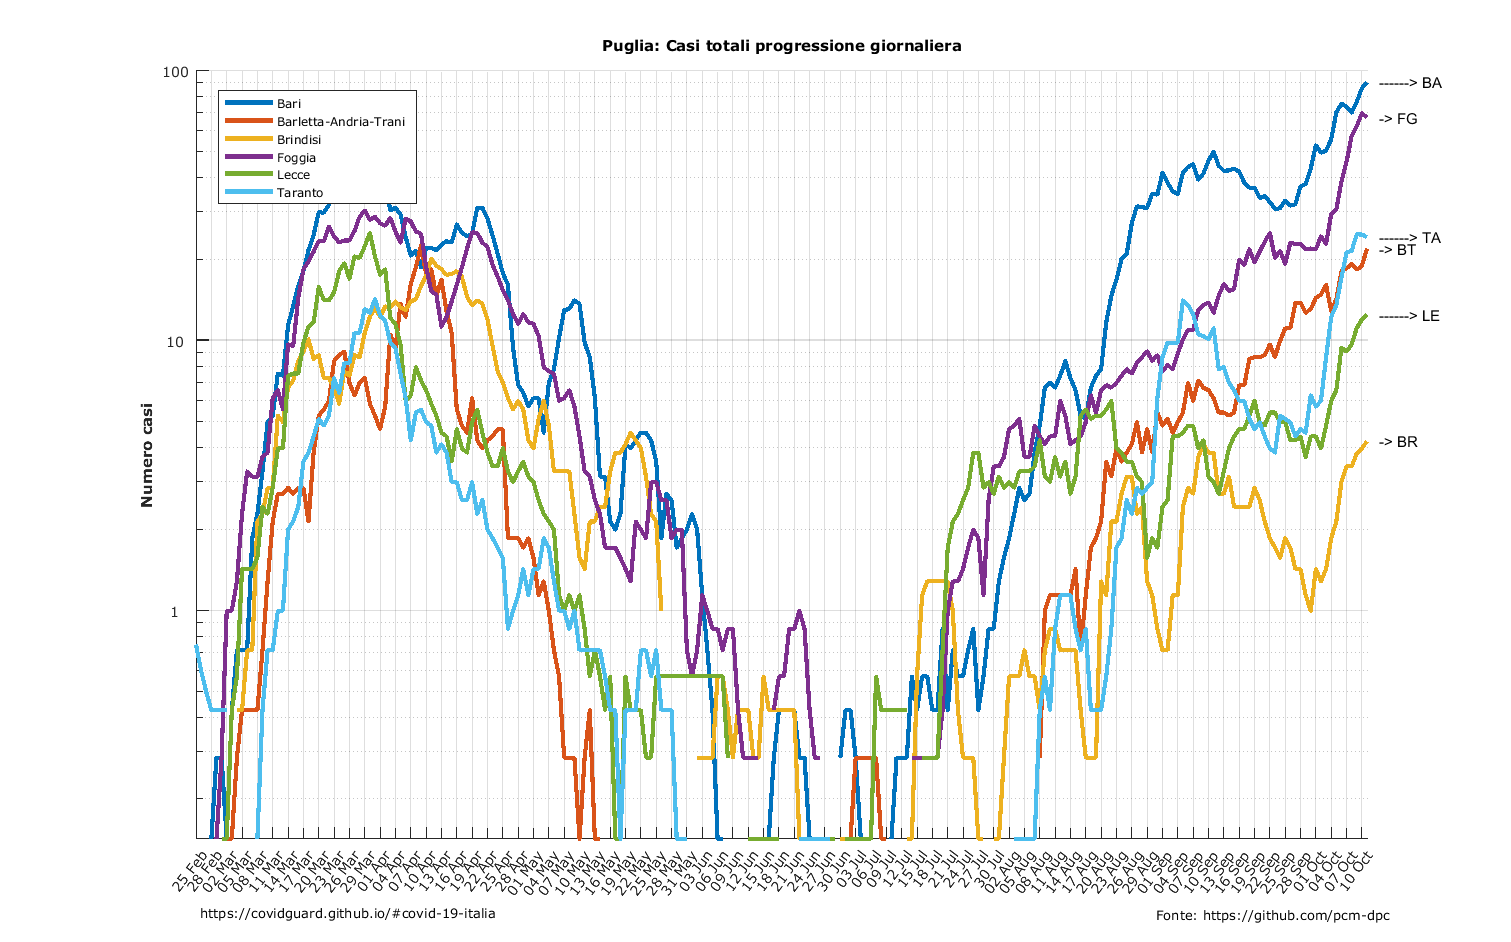 Puglia: Casi totali progressione giornaliera
Numero casi
100
10
1
Bari
Barletta-Andria-Trani
Brindisi
Foggia
Lecce
Taranto
------> BA
-> FG
------> TA
-> BT
------> LE
-> BR
25 Feb
28 Feb
02 Mar
05 Mar
08 Mar
11 Mar
14 Mar
17 Mar
20 Mar
23 Mar
26 Mar
29 Mar
01 Apr
04 Apr
07 Apr
10 Apr
13 Apr
16 Apr
19 Apr
22 Apr
25 Apr
28 Apr
01 May
04 May
07 May
10 May
13 May
16 May
19 May
22 May
25 May
28 May
31 May
03 Jun
06 Jun
09 Jun
12 Jun
15 Jun
18 Jun
21 Jun
24 Jun
27 Jun
30 Jun
03 Jul
06 Jul
09 Jul
12 Jul
15 Jul
18 Jul
21 Jul
24 Jul
27 Jul
30 Jul
02 Aug
05 Aug
08 Aug
11 Aug
14 Aug
17 Aug
20 Aug
23 Aug
26 Aug
29 Aug
01 Sep
04 Sep
07 Sep
10 Sep
13 Sep
16 Sep
19 Sep
22 Sep
25 Sep
28 Sep
01 Oct
04 Oct
07 Oct
10 Oct
https://covidguard.github.io/#covid-19-italia
Fonte: https://github.com/pcm-dpc